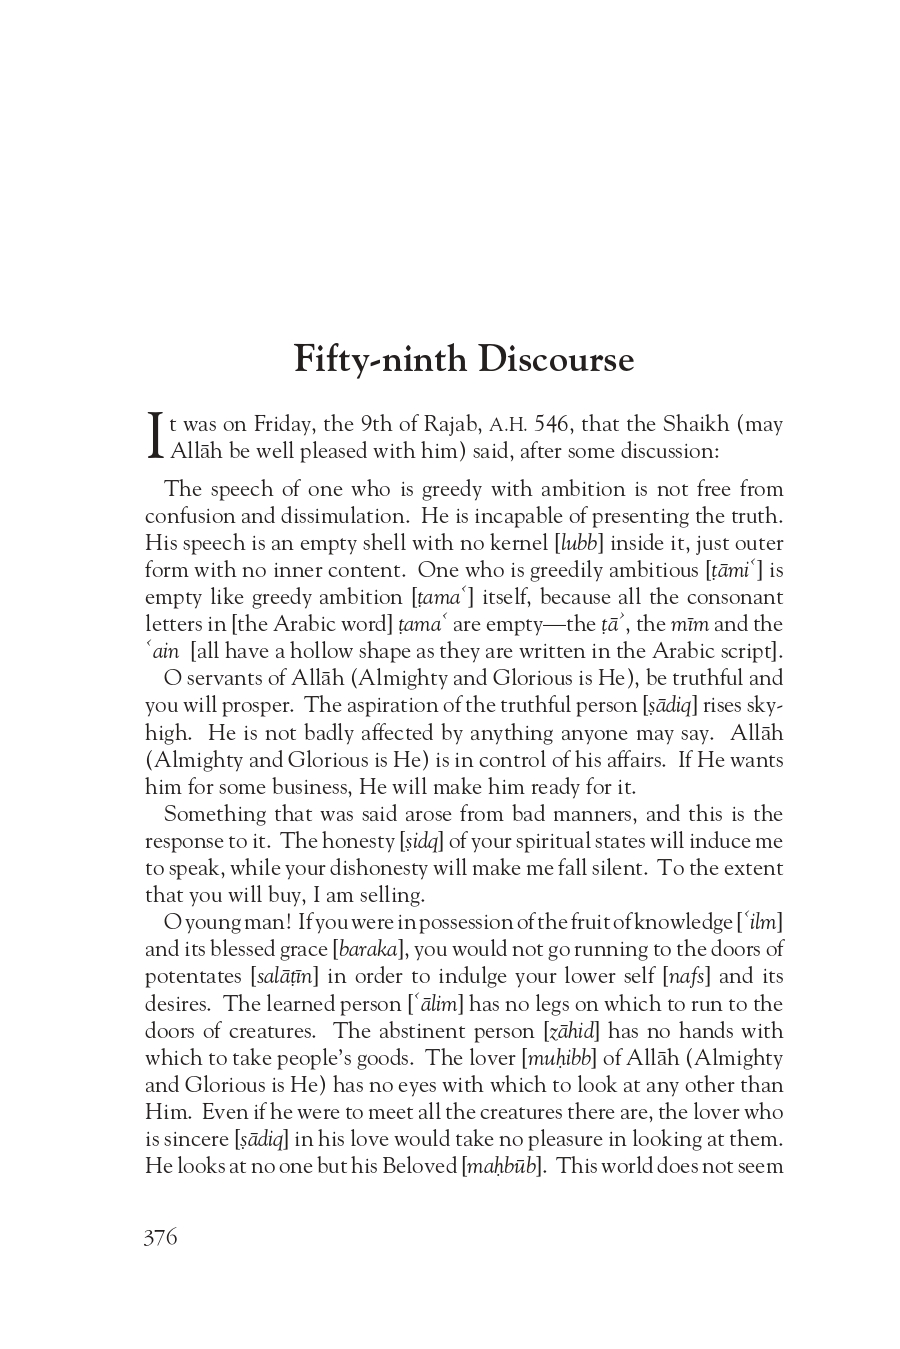 Fifty-ninth Discourse
It was on Friday, the 9th of Rajab, A.H. 546, that the Shaikh (may
Allāh be well pleased with him) said, after some discussion:
The speech of one who is greedy with ambition is not free from
confusion and dissimulation. He is incapable of presenting the truth.
His speech is an empty shell with no kernel [lubb] inside it, just outer
form with no inner content. One who is greedily ambitious [ṭāmiʿ] is
empty like greedy ambition [ṭamaʿ] itself, because all the consonant
letters in [the Arabic word] ṭamaʿ are empty—the ṭāʾ, the mīm and the
ʿain [all have a hollow shape as they are written in the Arabic script].
O servants of Allāh (Almighty and Glorious is He), be truthful and
you will prosper. The aspiration of the truthful person [ṣādiq] rises sky-
high. He is not badly affected by anything anyone may say. Allāh
(Almighty and Glorious is He) is in control of his affairs. If He wants
him for some business, He will make him ready for it.
Something that was said arose from bad manners, and this is the
response to it. The honesty [ṣidq] of your spiritual states will induce me
to speak, while your dishonesty will make me fall silent. To the extent
that you will buy, I am selling.
O young man! If you were in possession of the fruit of knowledge [ʿilm]
and its blessed grace [baraka], you would not go running to the doors of
potentates [salāṭīn] in order to indulge your lower self [nafs] and its
desires. The learned person [ʿālim] has no legs on which to run to the
doors of creatures. The abstinent person [zāhid] has no hands with
which to take people's goods. The lover [muḥibb] of Allāh (Almighty
and Glorious is He) has no eyes with which to look at any other than
Him. Even if he were to meet all the creatures there are, the lover who
is sincere [ṣādiq] in his love would take no pleasure in looking at them.
He looks at no one but his Beloved [maḥbūb]. This world does not seem
376